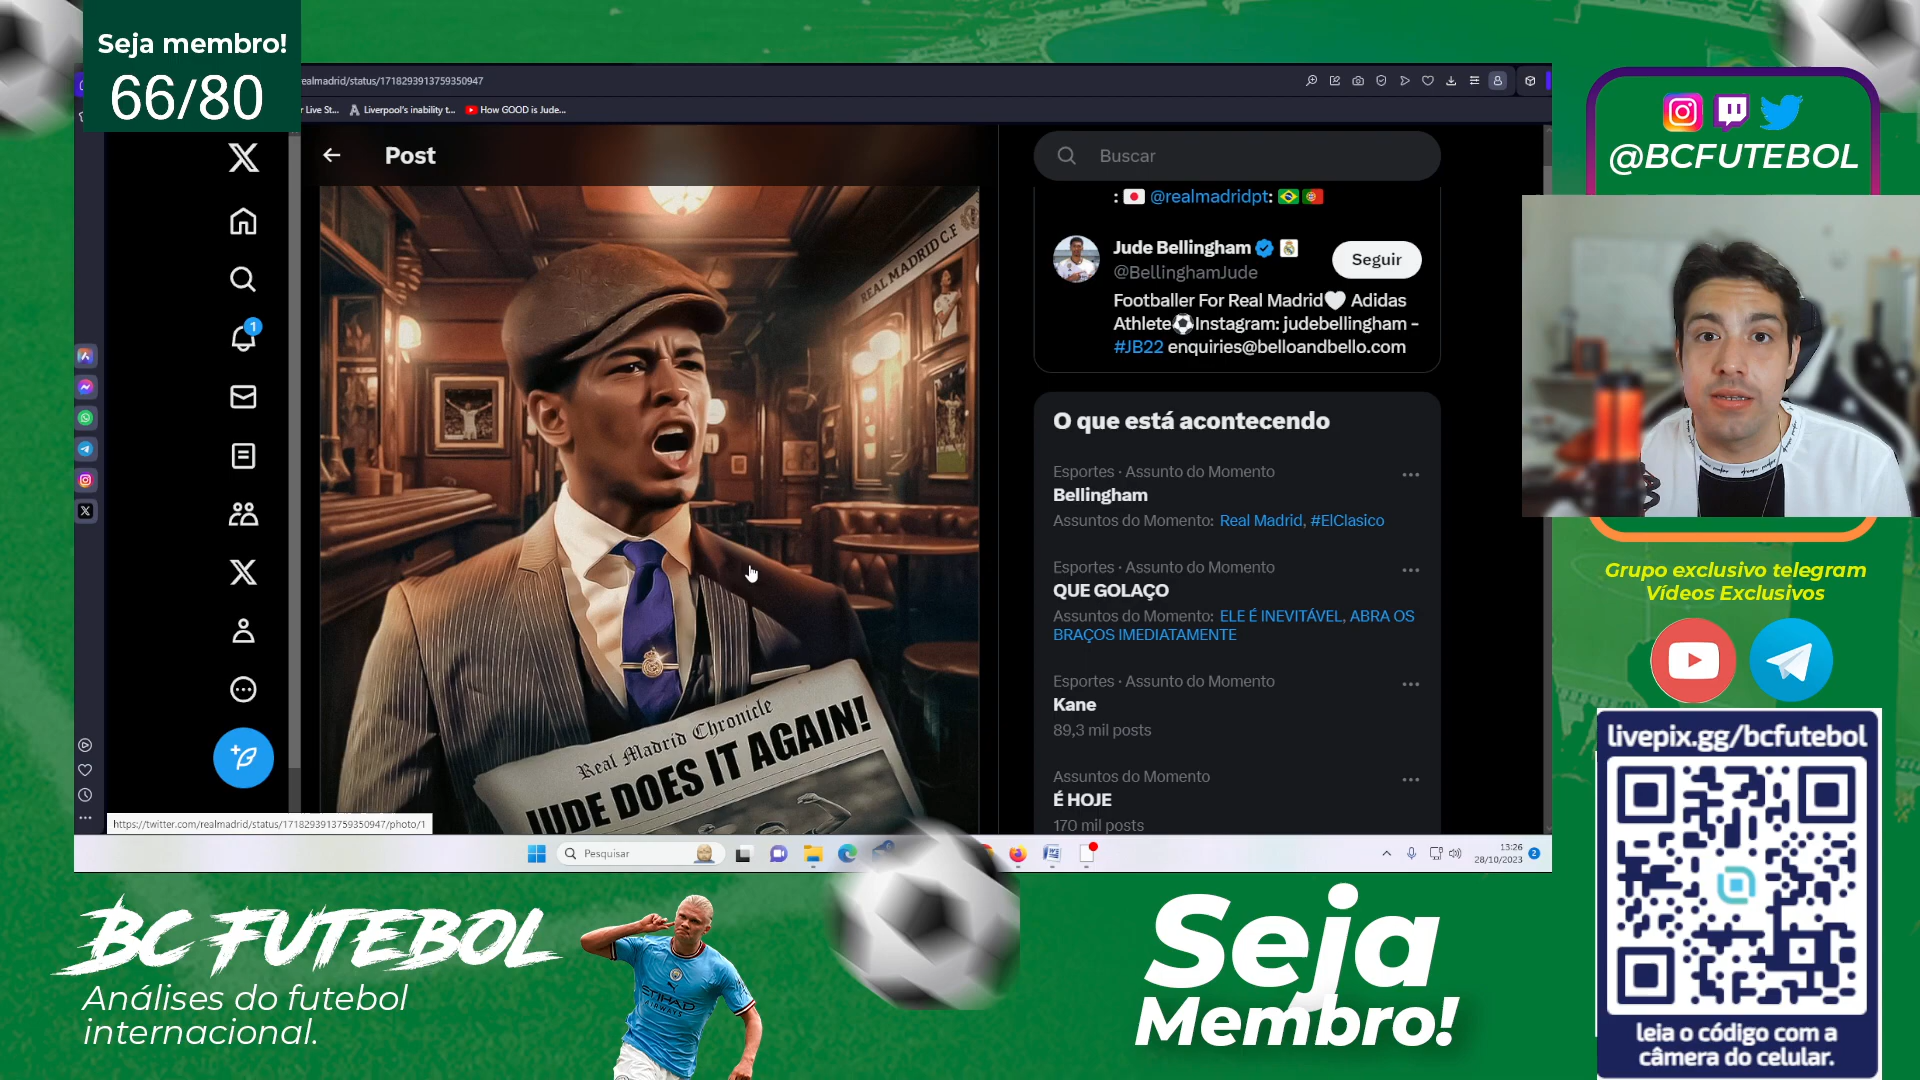 Seja membro!
66/80
ealmadrid/status/1718293913759350947
r Live St...
Liverpool's inability t...
How GOOD is Jude...
Post
Buscar
: @realmadridpt:
Jude Bellingham
@BellinghamJude
Seguir
Footballer For Real Madrid🤍 Adidas
Athlete⚽Instagram: judebellingham -
#JB22 enquiries@belloandbello.com
O que está acontecendo
Esportes · Assunto do Momento
Bellingham
Assuntos do Momento: Real Madrid, #ElClasico
Esportes · Assunto do Momento
QUE GOLAÇO
Assuntos do Momento: ELE É INEVITÁVEL, ABRA OS
BRAÇOS IMEDIATAMENTE
Esportes · Assunto do Momento
Kane
89,3 mil posts
Assuntos do Momento
É HOJE
170 mil posts
1
REAL MADRID C.F
Real Madrid Chronicle
JUDE DOES IT AGAIN!
https://twitter.com/realmadrid/status/1718293913759350947/photo/1
Pesquisar
13:26
28/10/2023
2
@BCFUTEBOL
Grupo exclusivo telegram
Vídeos Exclusivos
livepix.gg/bcfutebol
leia o código com a
câmera do celular.
BC FUTEBOL
Análises do futebol
internacional.
ETIHAD
AIRWAYS
Seja
Membro!